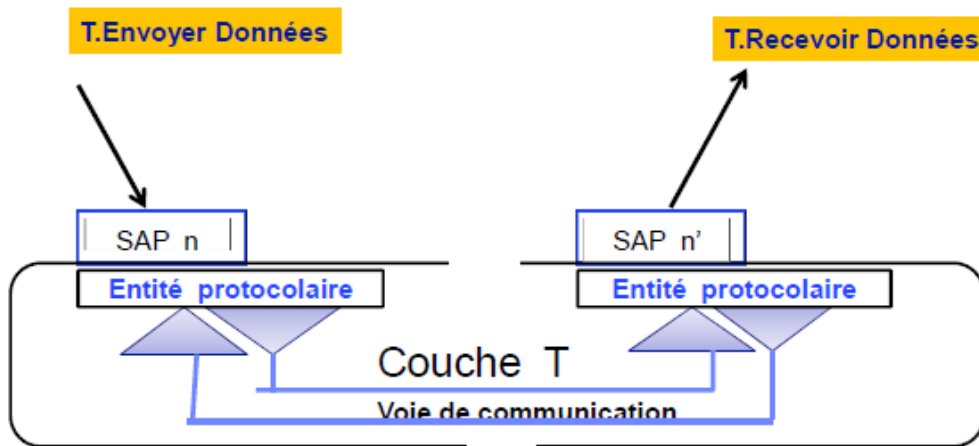 T.Envoyer Données
T.Recevoir Données
SAP n
SAP n’
Entité protocolaire
Entité protocolaire
Couche T
Voie de communication